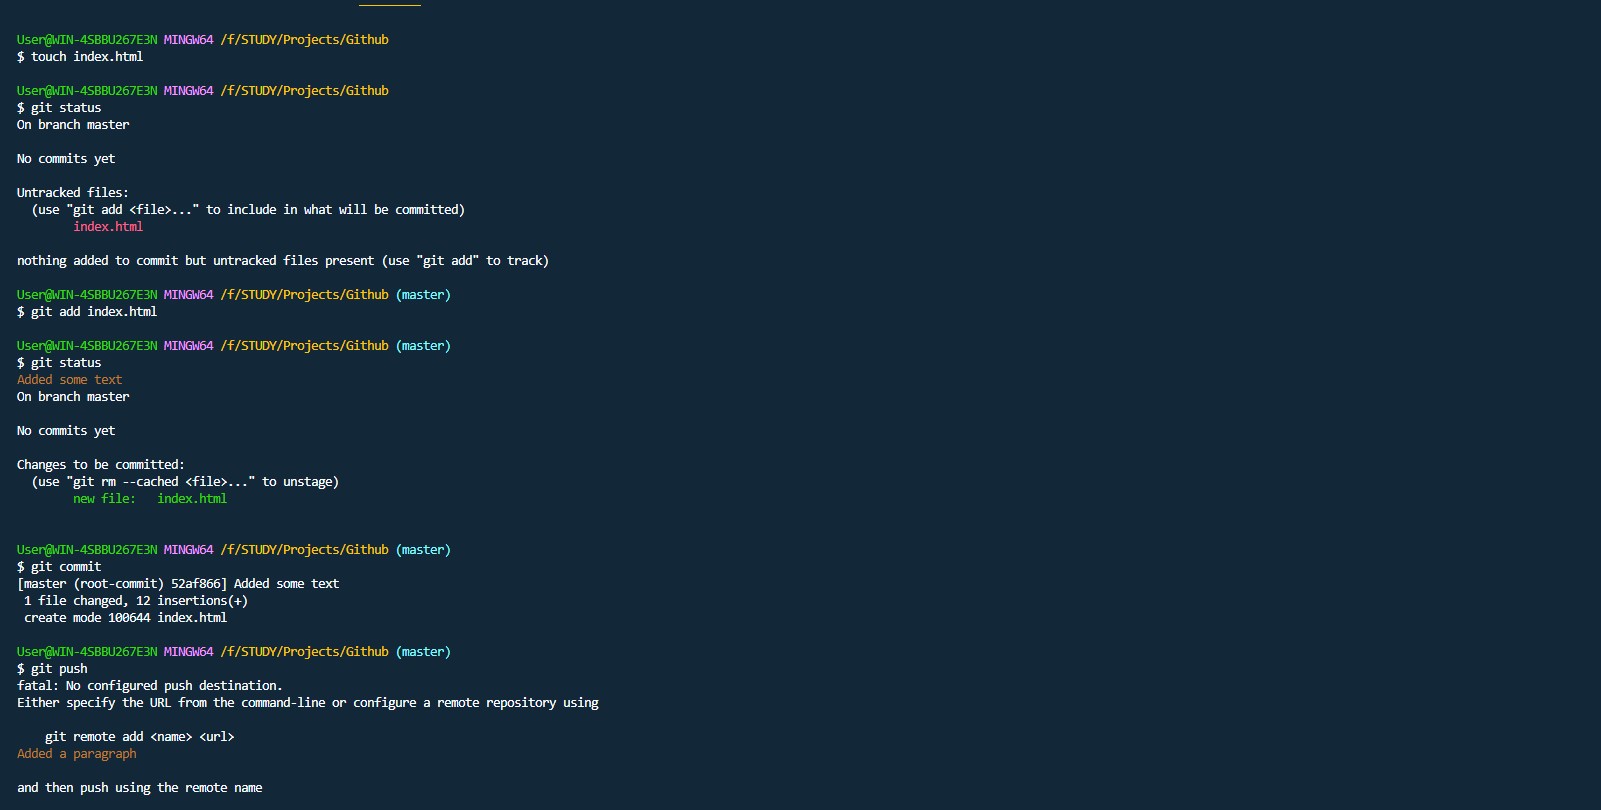 User@WIN-4SBBU267E3N MINGW64 /f/STUDY/Projects/Github
$ touch index.html
User@WIN-4SBBU267E3N MINGW64 /f/STUDY/Projects/Github
$ git status
On branch master
No commits yet
Untracked files:
(use "git add <file>..." to include in what will be committed)
index.html
nothing added to commit but untracked files present (use "git add" to track)
User@WIN-4SBBU267E3N MINGW64 /f/STUDY/Projects/Github (master)
$ git add index.html
User@WIN-4SBBU267E3N MINGW64 /f/STUDY/Projects/Github (master)
$ git status
Added some text
On branch master
No commits yet
Changes to be committed:
(use "git rm --cached <file>..." to unstage)
new file:   index.html
User@WIN-4SBBU267E3N MINGW64 /f/STUDY/Projects/Github (master)
$ git commit
[master (root-commit) 52af866] Added some text
1 file changed, 12 insertions(+)
create mode 100644 index.html
User@WIN-4SBBU267E3N MINGW64 /f/STUDY/Projects/Github (master)
$ git push
fatal: No configured push destination.
Either specify the URL from the command-line or configure a remote repository using
git remote add <name> <url>
Added a paragraph
and then push using the remote name